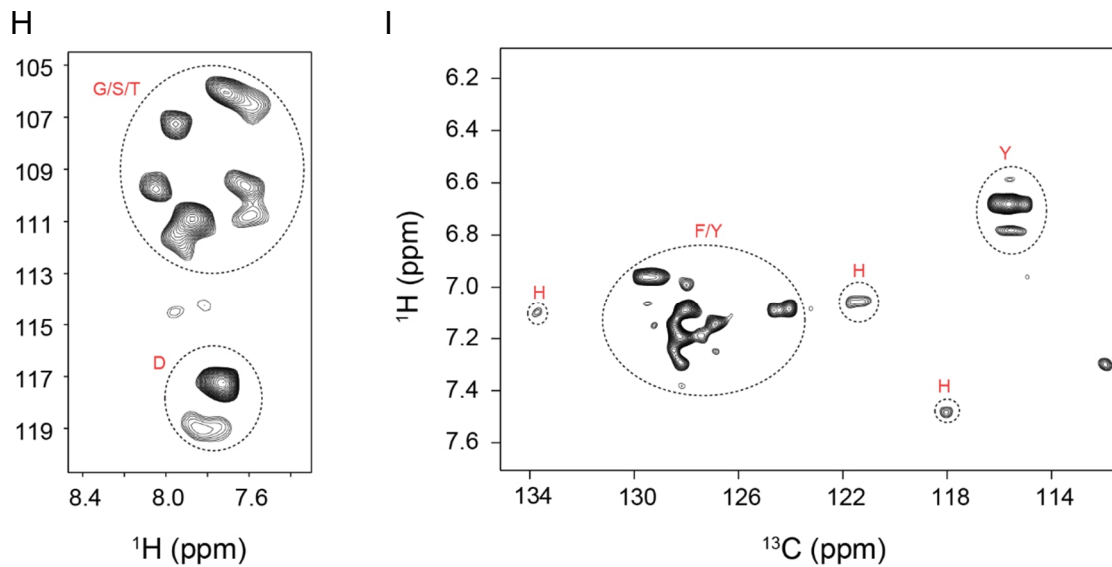 H
105
G/S/T
107
109
111
113
115
D
117
119
8.4 8.0 7.6
¹H (ppm)
I
6.2
6.4
Y
6.6
6.8
F/Y
¹H (ppm)
7.0
H
H
7.2
H
7.4
7.6
134 130 126 121 118 114
¹³C (ppm)